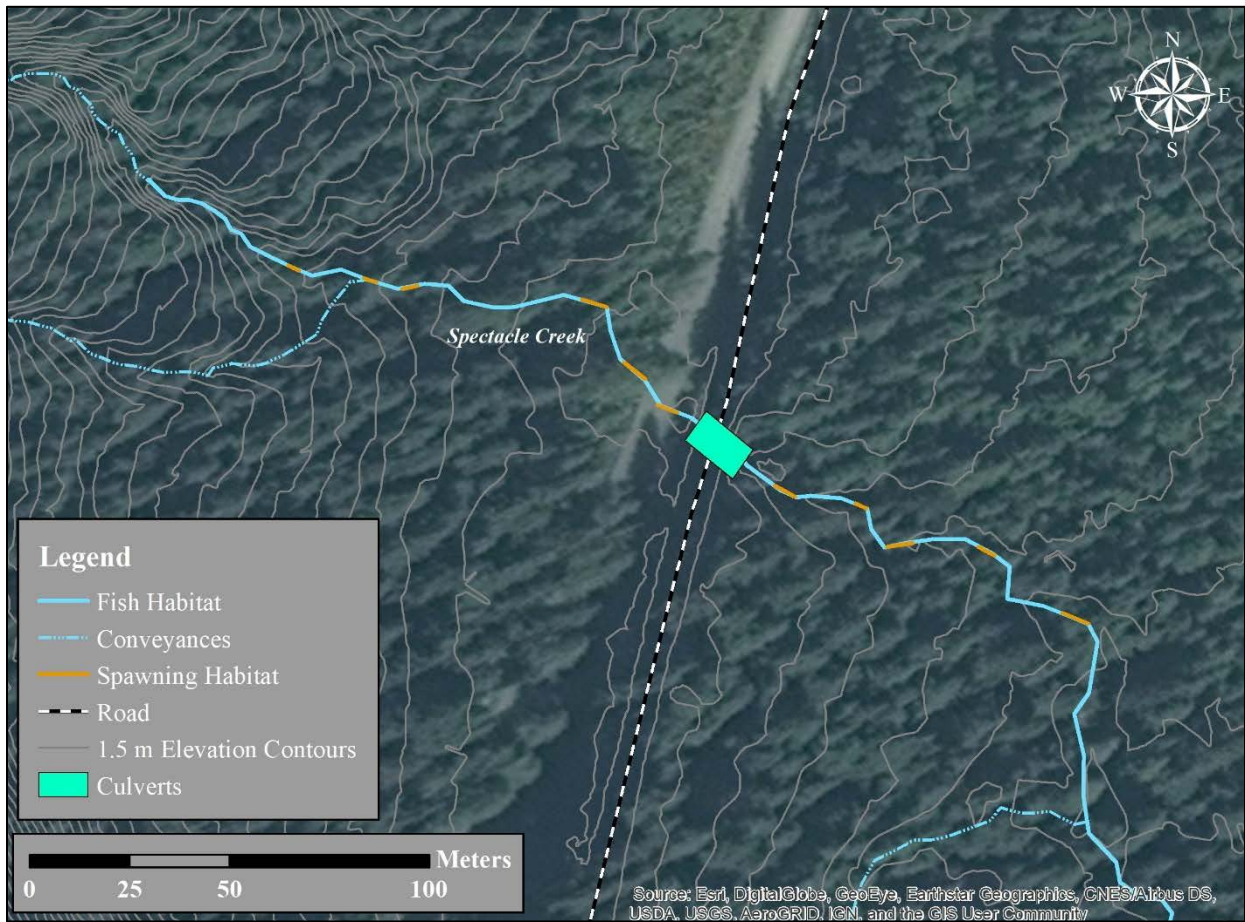 N
W E
S
Spectacle Creek
Legend
Fish Habitat
Conveyances
Spawning Habitat
Road
1.5 m Elevation Contours
Culverts
Meters
0 25 50 100
Source: Esri, DigitalGlobe, GeoEye, Earthstar Geographics, CNES/Airbus DS,
USDA, USGS, AeroGRID, IGN, and the GIS User Community